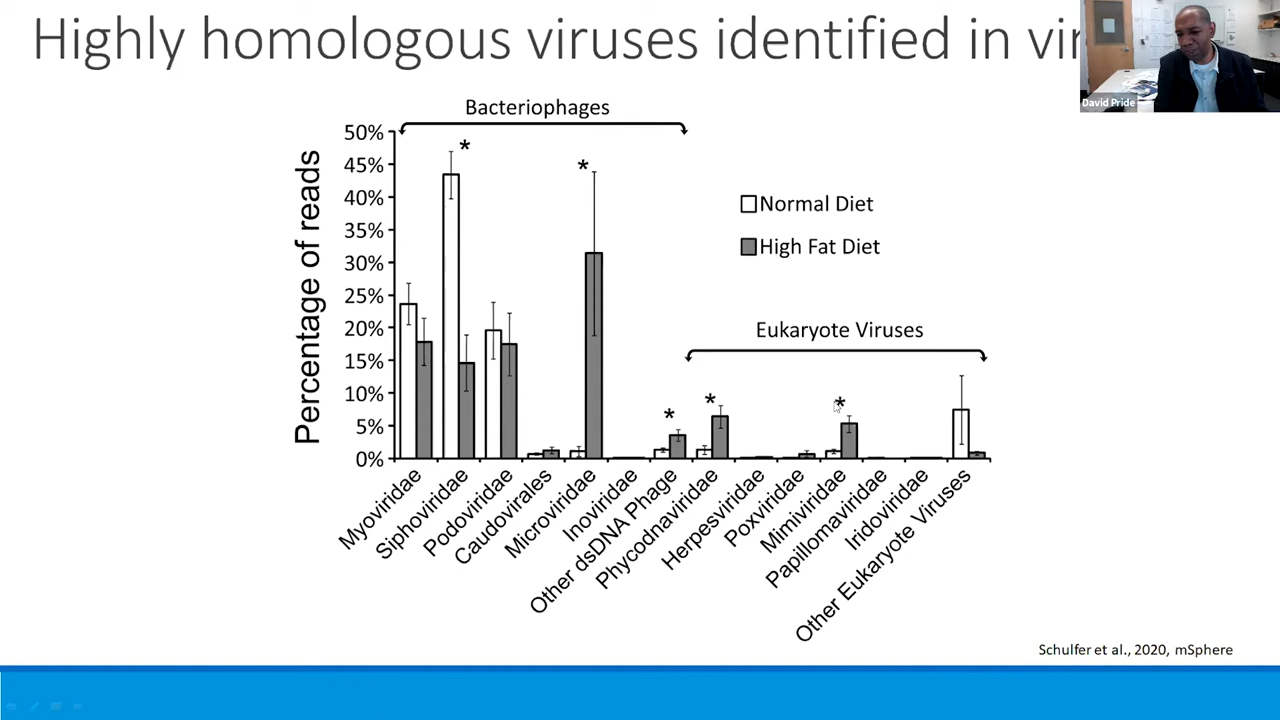 Highly homologous viruses identified in vir
David Pride
Bacteriophages
50%
45%
40%
35%
30%
25%
20%
15%
10%
5%
0%
Percentage of reads
*
*
*
*
*
Normal Diet
High Fat Diet
Eukaryote Viruses
Myoviridae
Siphoviridae
Podoviridae
Caudovirales
Microviridae
Inoviridae
Other dsDNA Phage
Phycodnaviridae
Herpesviridae
Poxviridae
Mimiviridae
Papillomaviridae
Iridoviridae
Other Eukaryote Viruses
Schulfer et al., 2020, mSphere